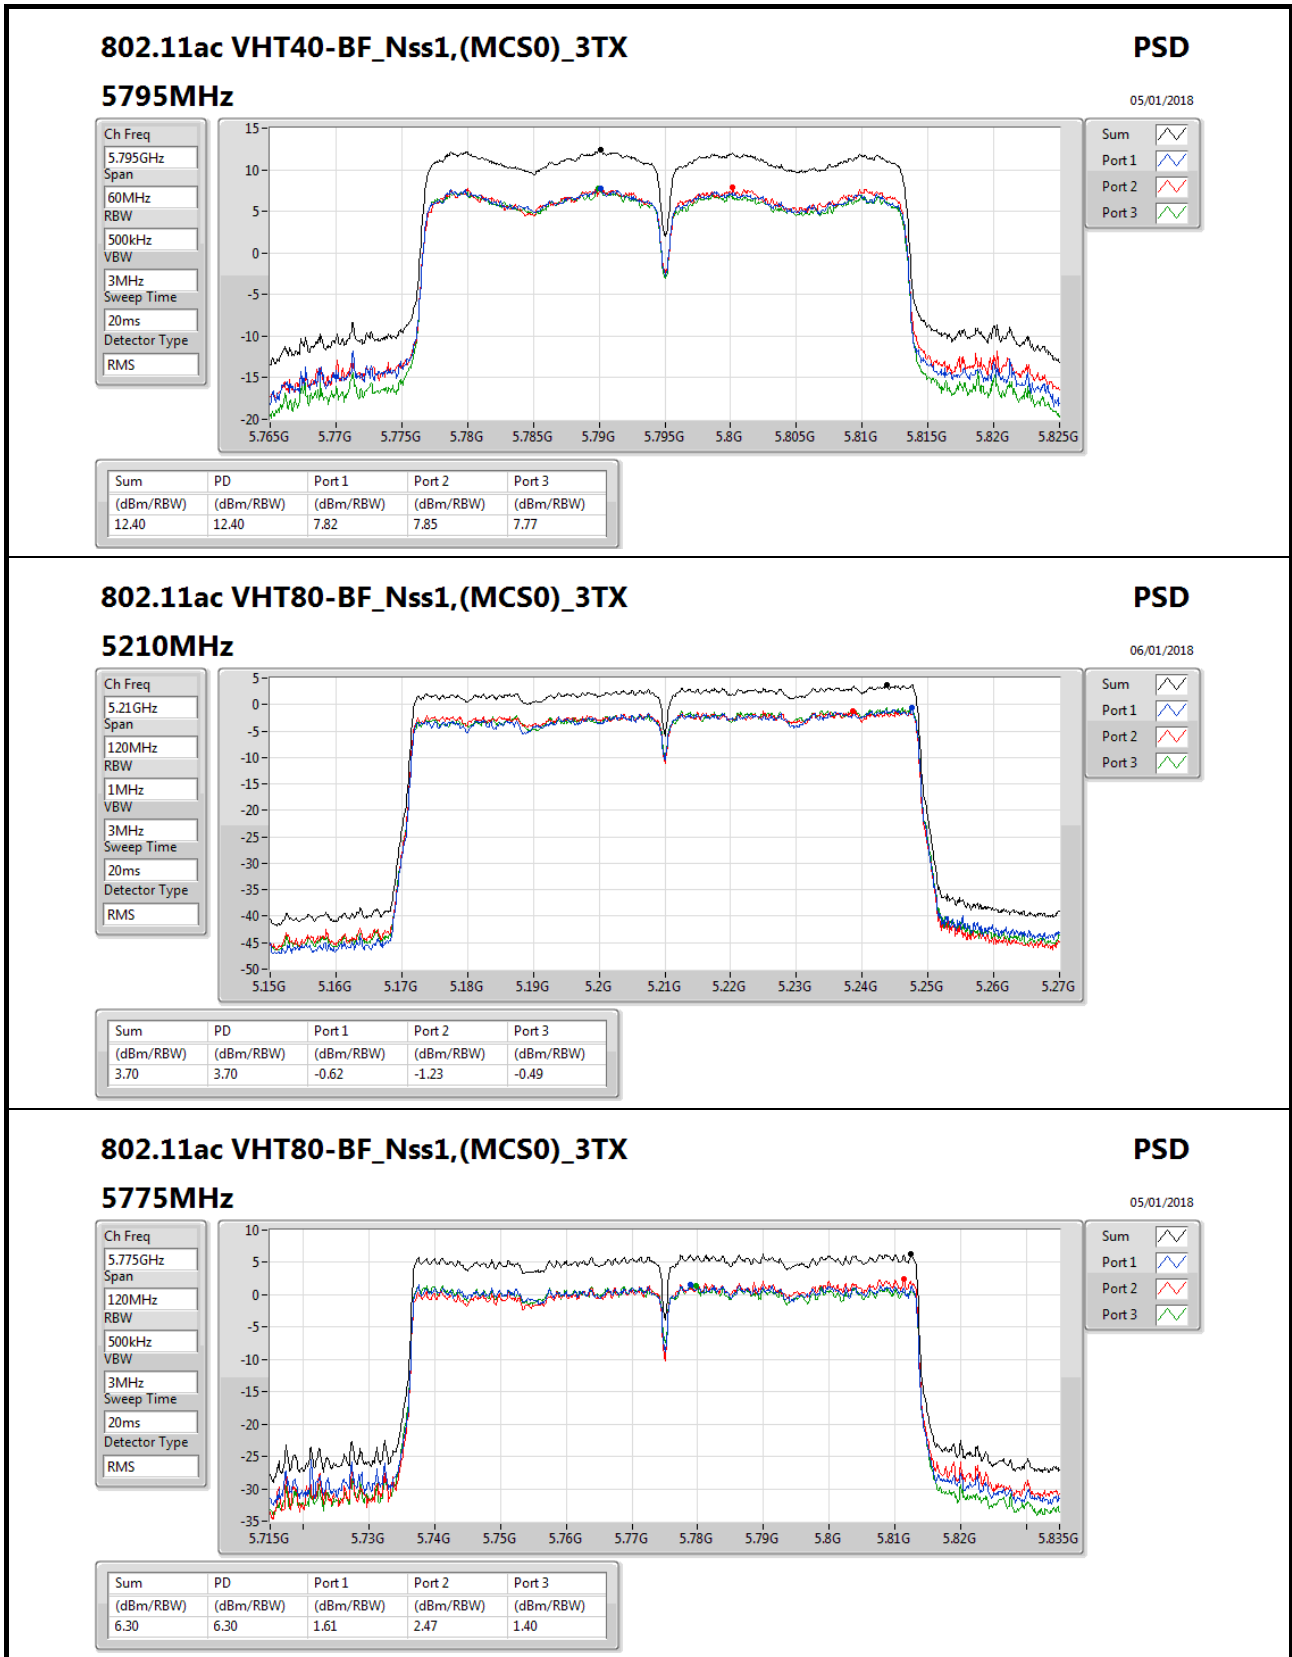 802.11ac VHT40-BF_Nss1,(MCS0)_3TX PSD
5795MHz 05/01/2018
Ch Freq
5.795GHz
Span
60MHz
RBW
500kHz
VBW
3MHz
Sweep Time
20ms
Detector Type
RMS
15
10
5
0
-5
-10
-15
-20
5.765G 5.77G 5.775G 5.78G 5.785G 5.79G 5.795G 5.8G 5.805G 5.81G 5.815G 5.82G 5.825G
Sum
Port 1
Port 2
Port 3
Sum PD Port 1 Port 2 Port 3
(dBm/RBW) (dBm/RBW) (dBm/RBW) (dBm/RBW) (dBm/RBW)
12.40 12.40 7.82 7.85 7.77
802.11ac VHT80-BF_Nss1,(MCS0)_3TX PSD
5210MHz 06/01/2018
Ch Freq
5.21GHz
Span
120MHz
RBW
1MHz
VBW
3MHz
Sweep Time
20ms
Detector Type
RMS
5
0
-5
-10
-15
-20
-25
-30
-35
-40
-45
-50
5.15G 5.16G 5.17G 5.18G 5.19G 5.2G 5.21G 5.22G 5.23G 5.24G 5.25G 5.26G 5.27G
Sum
Port 1
Port 2
Port 3
Sum PD Port 1 Port 2 Port 3
(dBm/RBW) (dBm/RBW) (dBm/RBW) (dBm/RBW) (dBm/RBW)
3.70 3.70 -0.62 -1.23 -0.49
802.11ac VHT80-BF_Nss1,(MCS0)_3TX PSD
5775MHz 05/01/2018
Ch Freq
5.775GHz
Span
120MHz
RBW
500kHz
VBW
3MHz
Sweep Time
20ms
Detector Type
RMS
10
5
0
-5
-10
-15
-20
-25
-30
-35
5.715G 5.73G 5.74G 5.75G 5.76G 5.77G 5.78G 5.79G 5.8G 5.81G 5.82G 5.835G
Sum
Port 1
Port 2
Port 3
Sum PD Port 1 Port 2 Port 3
(dBm/RBW) (dBm/RBW) (dBm/RBW) (dBm/RBW) (dBm/RBW)
6.30 6.30 1.61 2.47 1.40